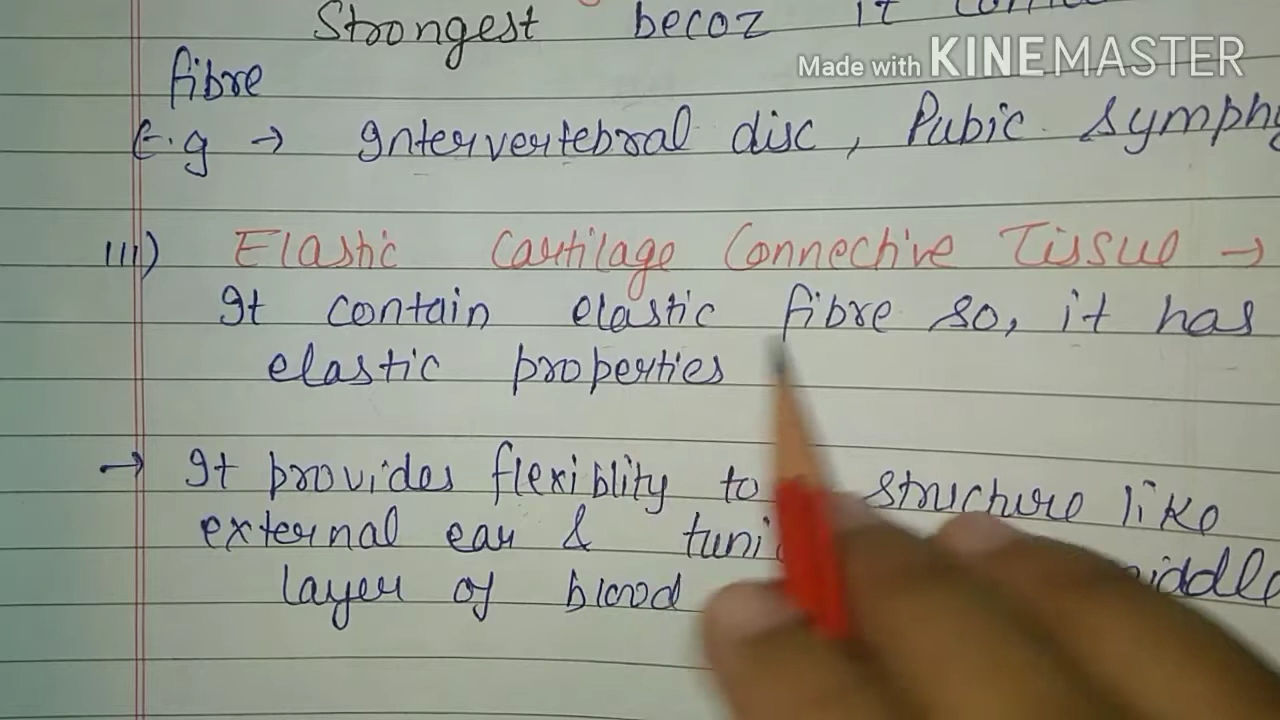 Strongest becoz it
Made with KINEMASTER
fibre
E.g → Intervertebral disc, Pubic
III) Elastic Cartilage Connective Tissue →
It contain elastic fibre so, it has
elastic properties
→ It provides flexiblity to structure like
external ear &
layer of blood